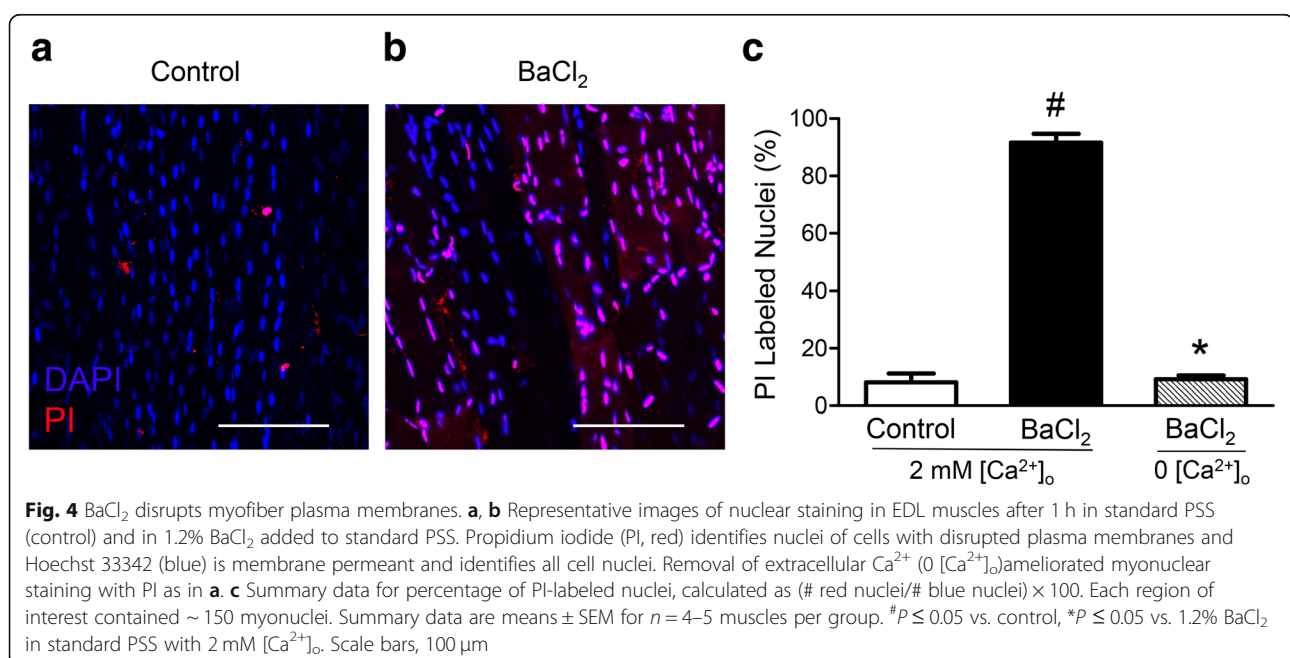 a
Control
DAPI
PI
b
BaCl₂
c
PI Labeled Nuclei (%)
100
80
60
40
20
0
#
*
Control
BaCl₂
BaCl₂
2 mM [Ca²⁺]ₒ
0 [Ca²⁺]ₒ
Fig. 4 BaCl₂ disrupts myofiber plasma membranes. a, b Representative images of nuclear staining in EDL muscles after 1 h in standard PSS
(control) and in 1.2% BaCl₂ added to standard PSS. Propidium iodide (PI, red) identifies nuclei of cells with disrupted plasma membranes and
Hoechst 33342 (blue) is membrane permeant and identifies all cell nuclei. Removal of extracellular Ca²⁺ (0 [Ca²⁺]ₒ)ameliorated myonuclear
staining with PI as in a. c Summary data for percentage of PI-labeled nuclei, calculated as (# red nuclei/# blue nuclei) × 100. Each region of
interest contained ~ 150 myonuclei. Summary data are means ± SEM for n = 4–5 muscles per group. #P ≤ 0.05 vs. control, *P ≤ 0.05 vs. 1.2% BaCl₂
in standard PSS with 2 mM [Ca²⁺]ₒ. Scale bars, 100 μm